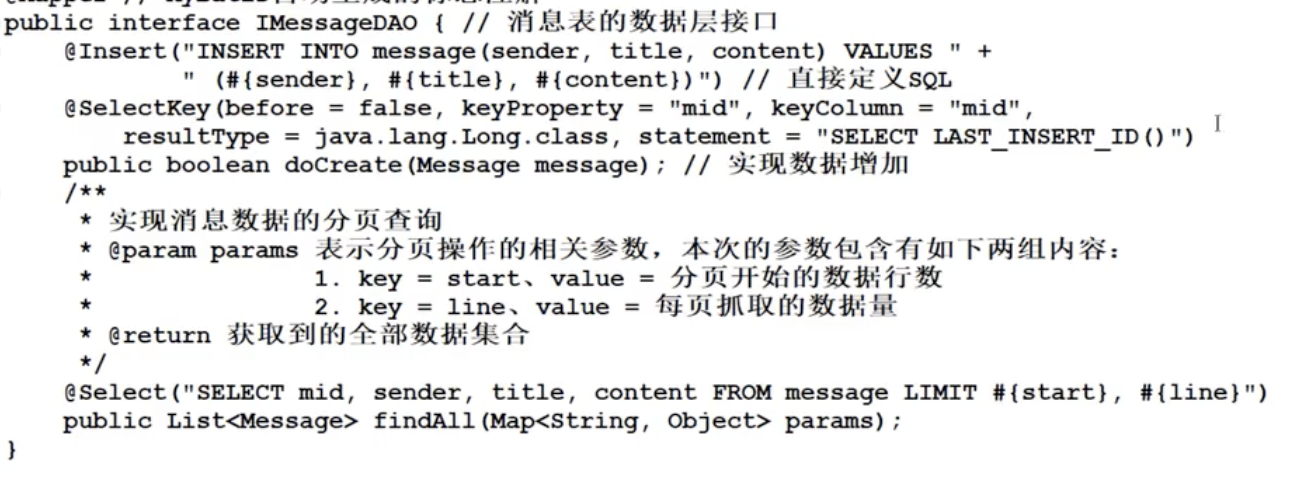 public interface IMessageDAO { // 消息表的数据层接口
@Insert("INSERT INTO message(sender, title, content) VALUES " +
" (#{sender}, #{title}, #{content})") // 直接定义SQL
@SelectKey(before = false, keyProperty = "mid", keyColumn = "mid",
resultType = java.lang.Long.class, statement = "SELECT LAST_INSERT_ID()")
public boolean doCreate(Message message); // 实现数据增加
/**
* 实现消息数据的分页查询
* @param params 表示分页操作的相关参数，本次的参数包含有如下两组内容：
* 1. key = start、value = 分页开始的数据行数
* 2. key = line、value = 每页抓取的数据量
* @return 获取到的全部数据集合
*/
@Select("SELECT mid, sender, title, content FROM message LIMIT #{start}, #{line}")
public List<Message> findAll(Map<String, Object> params);
}